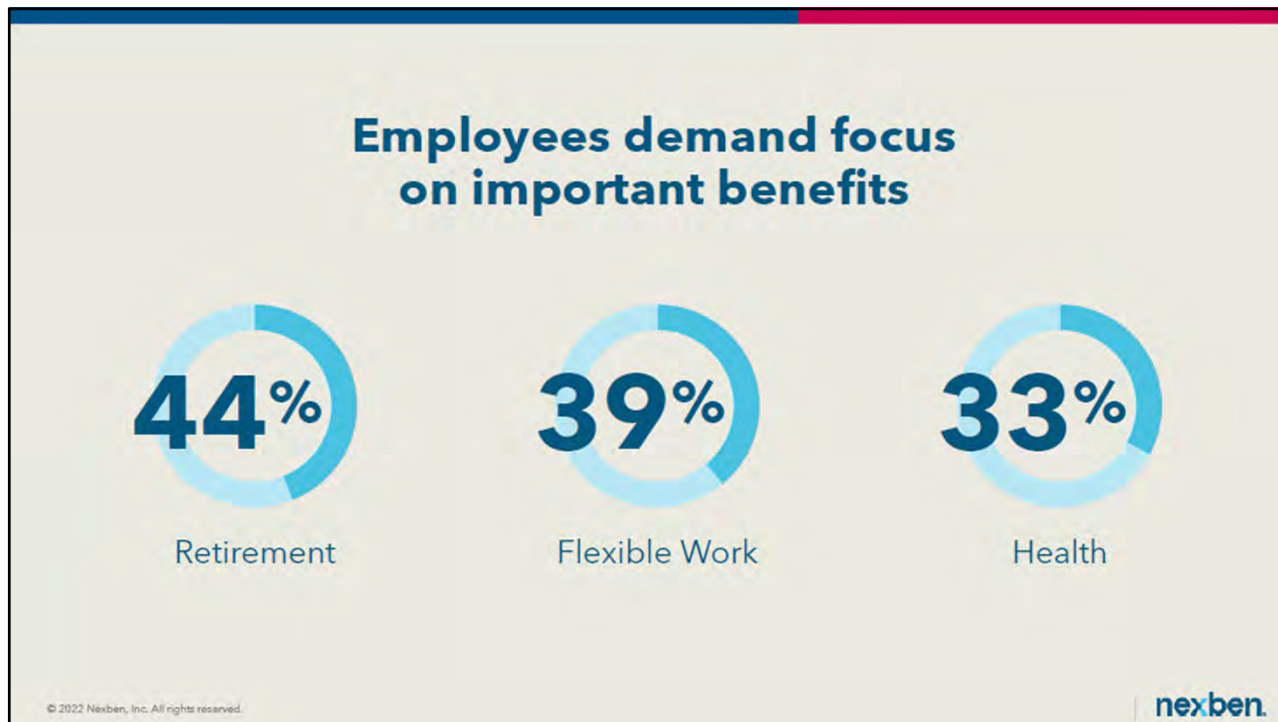 Employees demand focus
on important benefits
44%
39%
33%
Retirement
Flexible Work
Health
© 2022 Nexben, Inc. All rights reserved.
nexben.